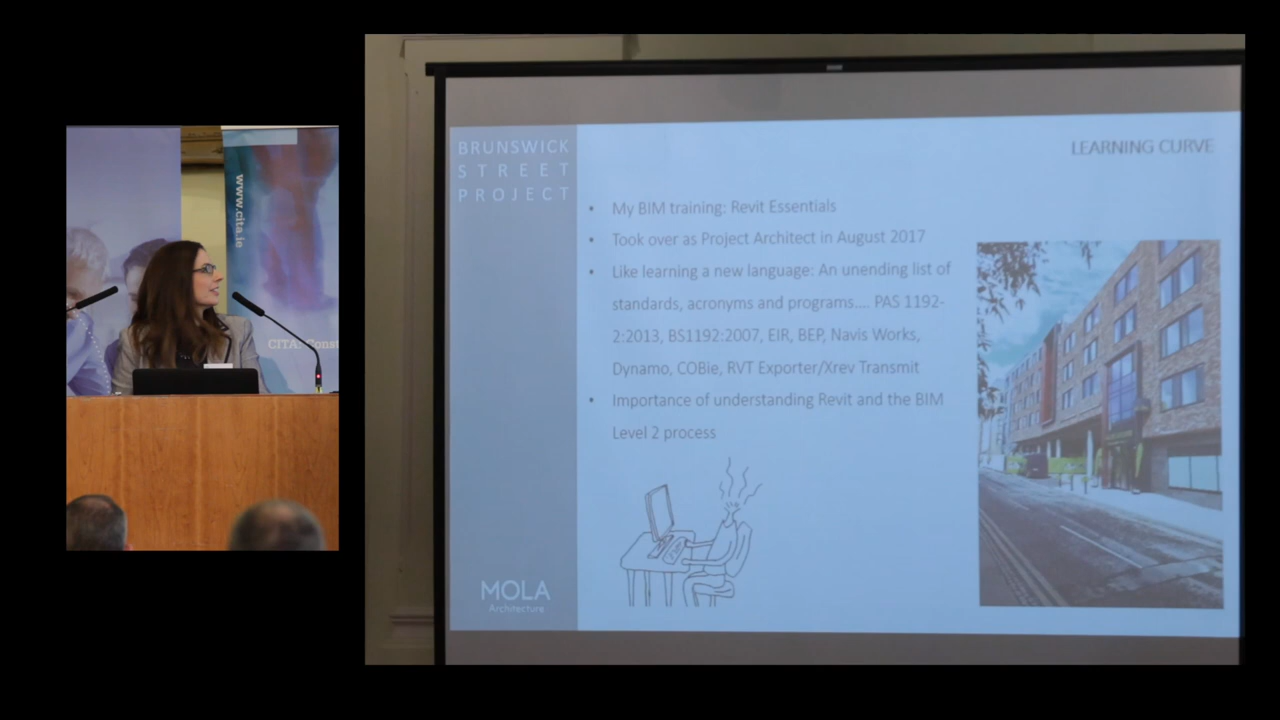 www.cita.ie
CITA: Const
BRUNSWICK
STREET
PROJECT
LEARNING CURVE
• My BIM training: Revit Essentials
• Took over as Project Architect in August 2017
• Like learning a new language: An unending list of
standards, acronyms and programs.... PAS 1192-
2:2013, BS1192:2007, EIR, BEP, Navis Works,
Dynamo, COBie, RVT Exporter/Xrev Transmit
• Importance of understanding Revit and the BIM
Level 2 process
MOLA
Architecture